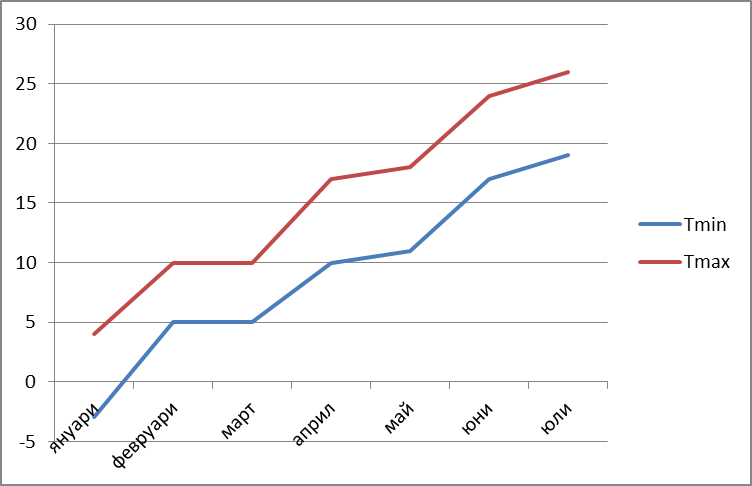 30
25
20
15
10
5
0
-5
януари
февруари
март
април
май
юни
юли
Tmin
Tmax